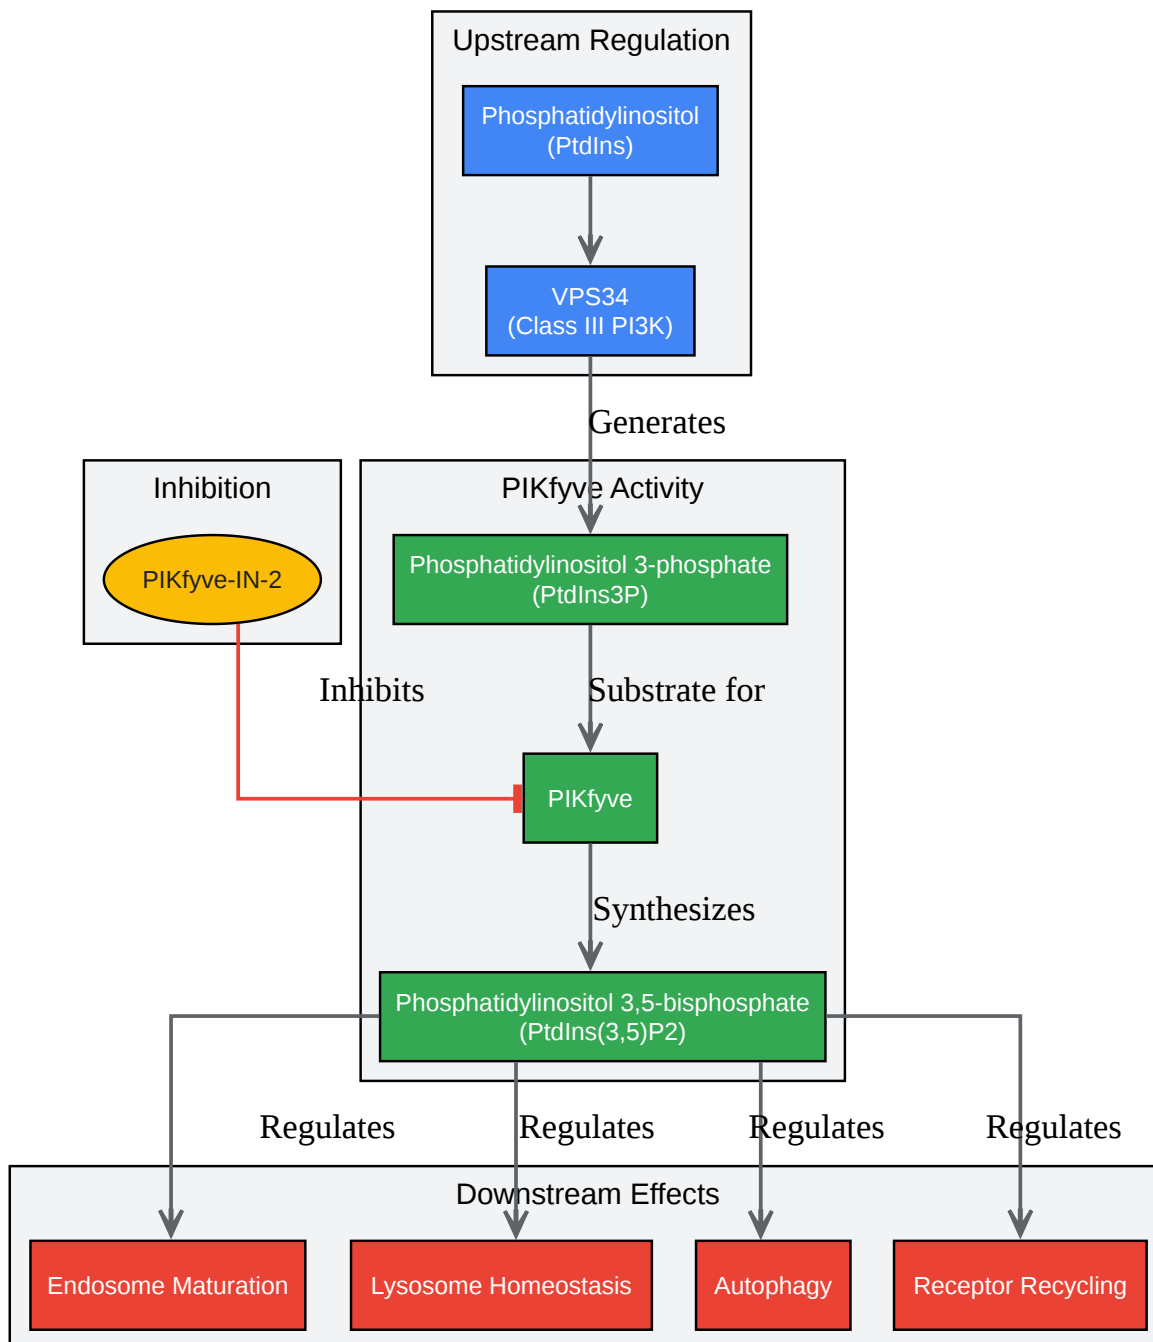 Upstream Regulation
Phosphatidylinositol
(PtdIns)
VPS34
(Class III PI3K)
Generates
Inhibition
PIKfyve Activity
PIKfyve-IN-2
Phosphatidylinositol 3-phosphate
(PtdIns3P)
Inhibits
Substrate for
PIKfyve
Synthesizes
Phosphatidylinositol 3,5-bisphosphate
(PtdIns(3,5)P2)
Regulates
Regulates
Regulates
Regulates
Downstream Effects
Endosome Maturation
Lysosome Homeostasis
Autophagy
Receptor Recycling